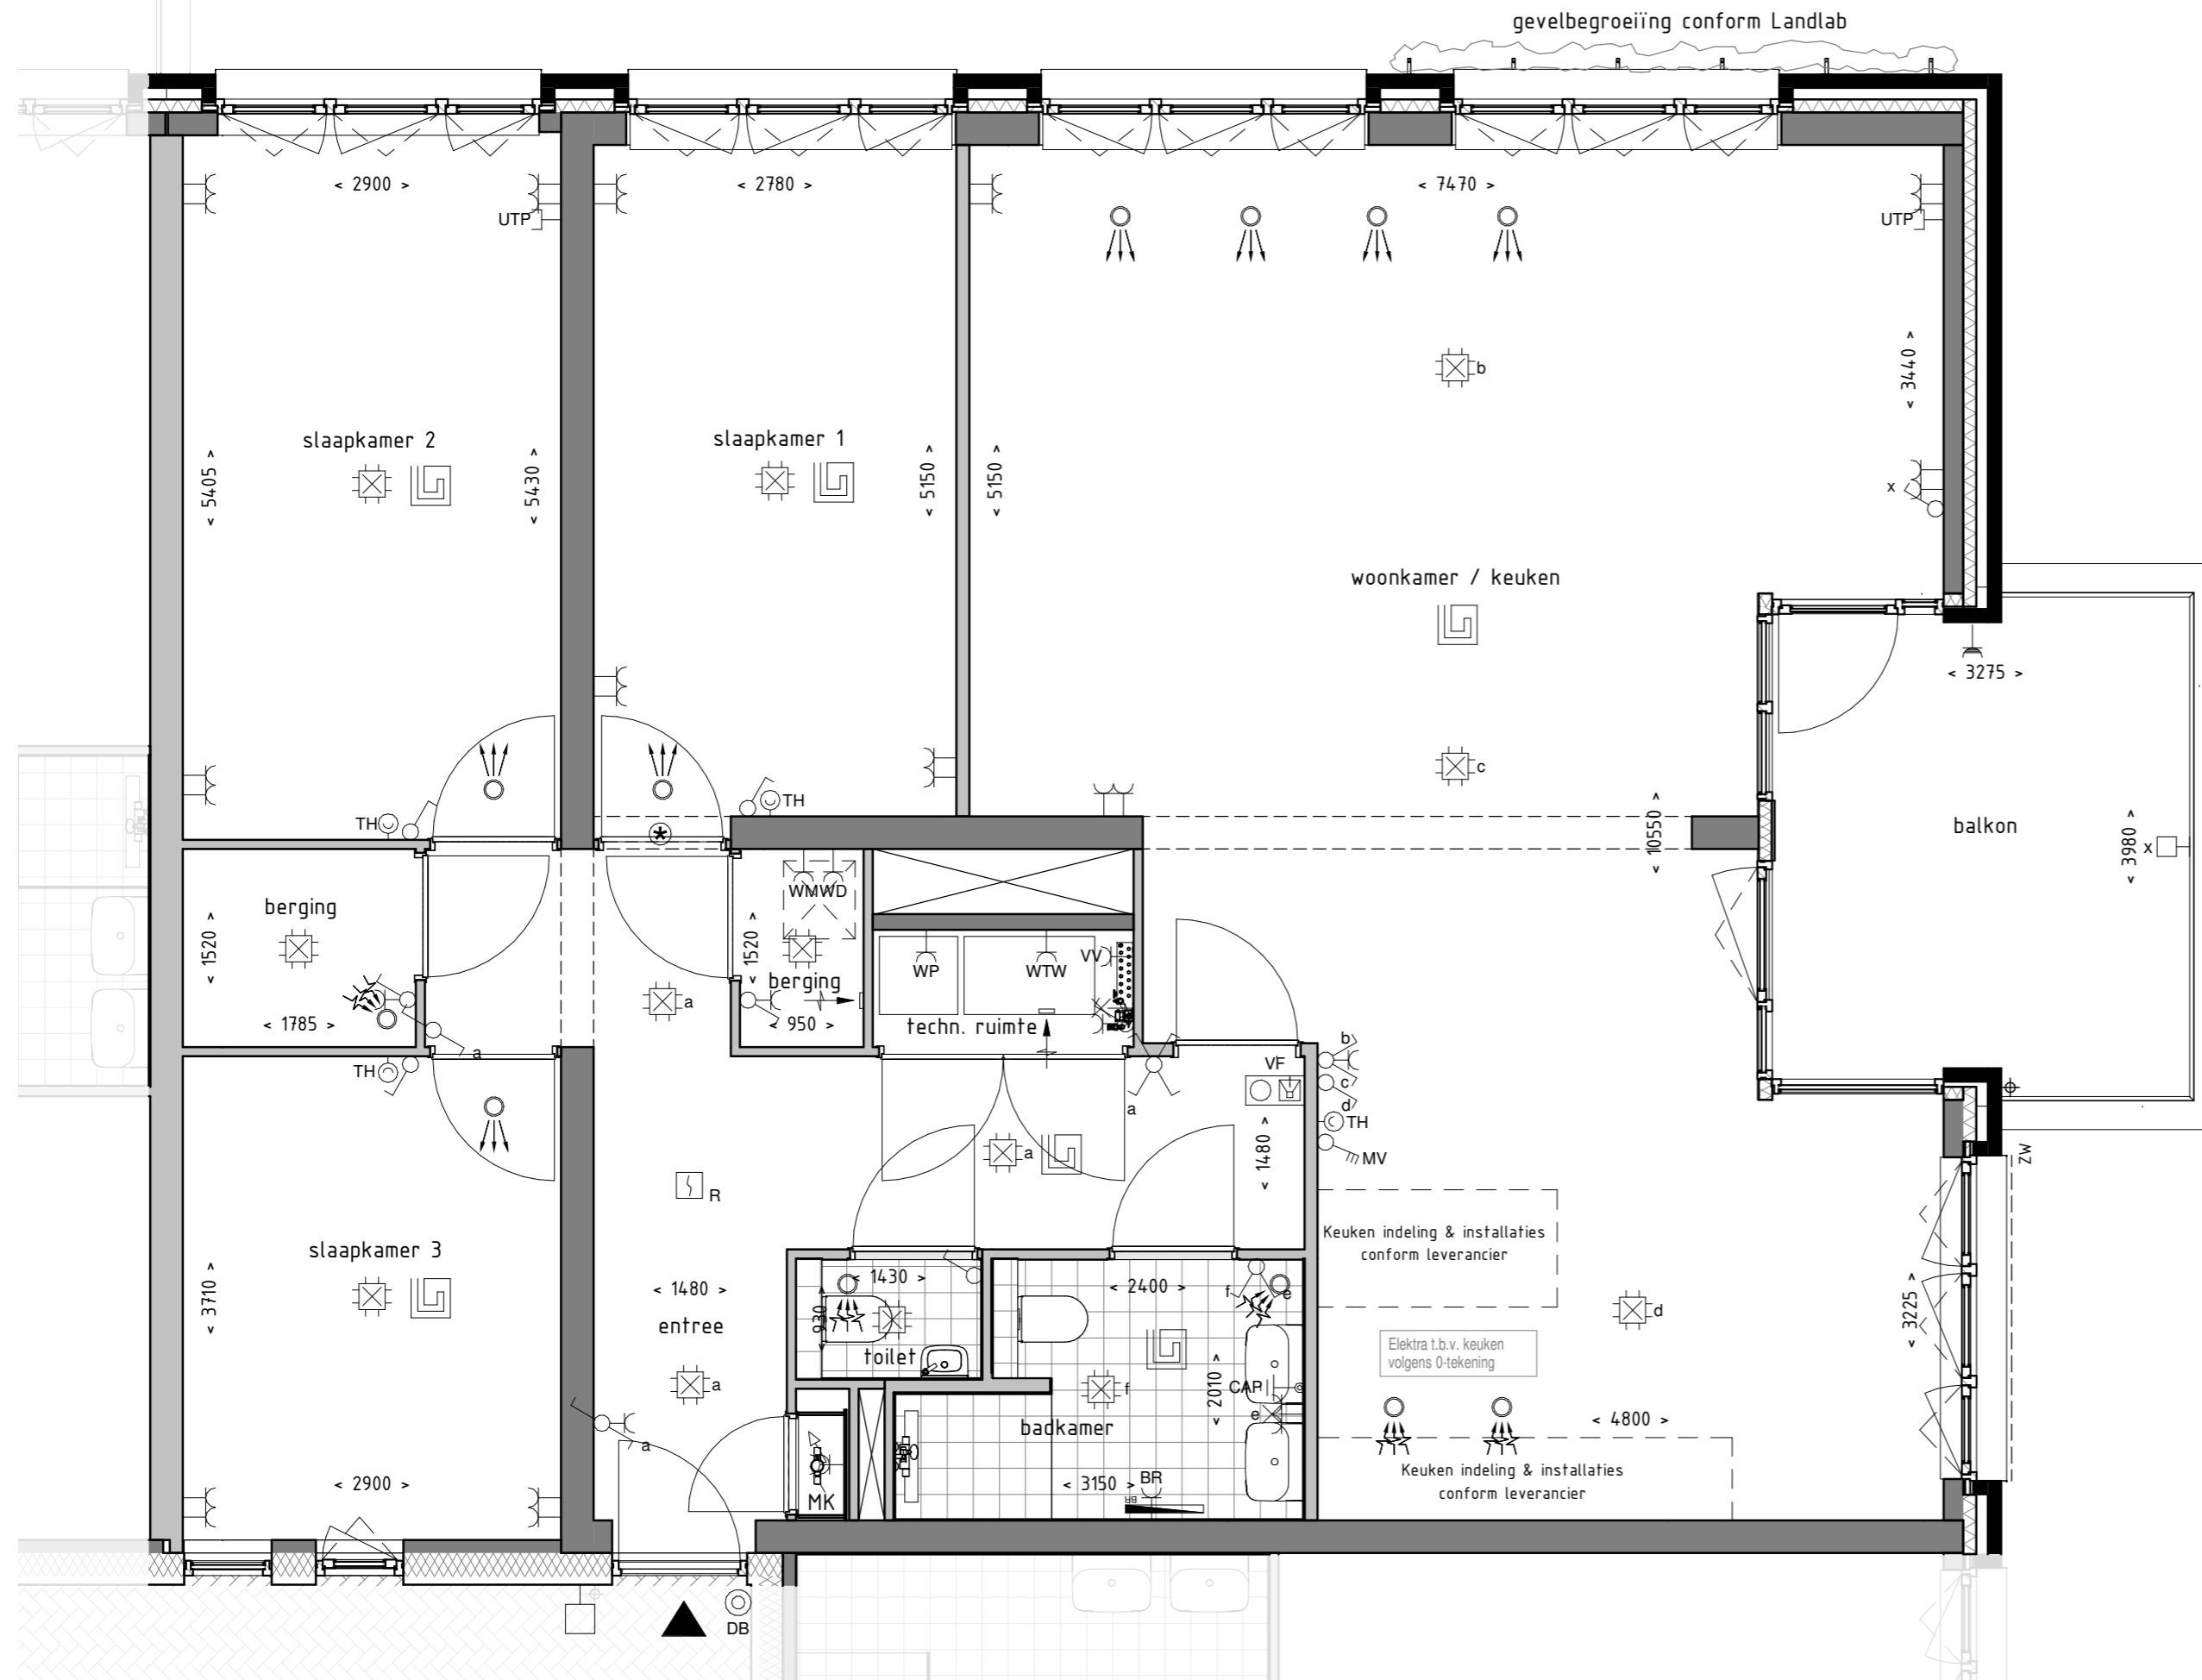 gevelbegroeiïng conform Landlab
< 2900 >
< 2780 >
< 7470 >
UTP
UTP
< 3440 >
b
slaapkamer 2
slaapkamer 1
< 5405 >
< 5430 >
< 5150 >
< 5150 >
x
woonkamer / keuken
< 3275 >
c
TH
TH
< 10550 >
balkon
< 3980 >
x
*
berging
< 1520 >
WMWD
< 1520 >
berging
WP
WTW
VV
a
< 1785 >
< 950 >
techn. ruimte
a
TH
VF
b
c
d
TH
MV
a
a
< 1480 >
ZW
R
Keuken indeling & installaties
conform leverancier
slaapkamer 3
< 3710 >
< 1480 >
entree
< 1430 >
930
toilet
< 2400 >
f
e
d
< 3225 >
Elektra t.b.v. keuken
volgens 0-tekening
a
f
CAP
< 2010 >
e
badkamer
< 4800 >
a
< 2900 >
MK
< 3150 >
BR
BR
Keuken indeling & installaties
conform leverancier
DB